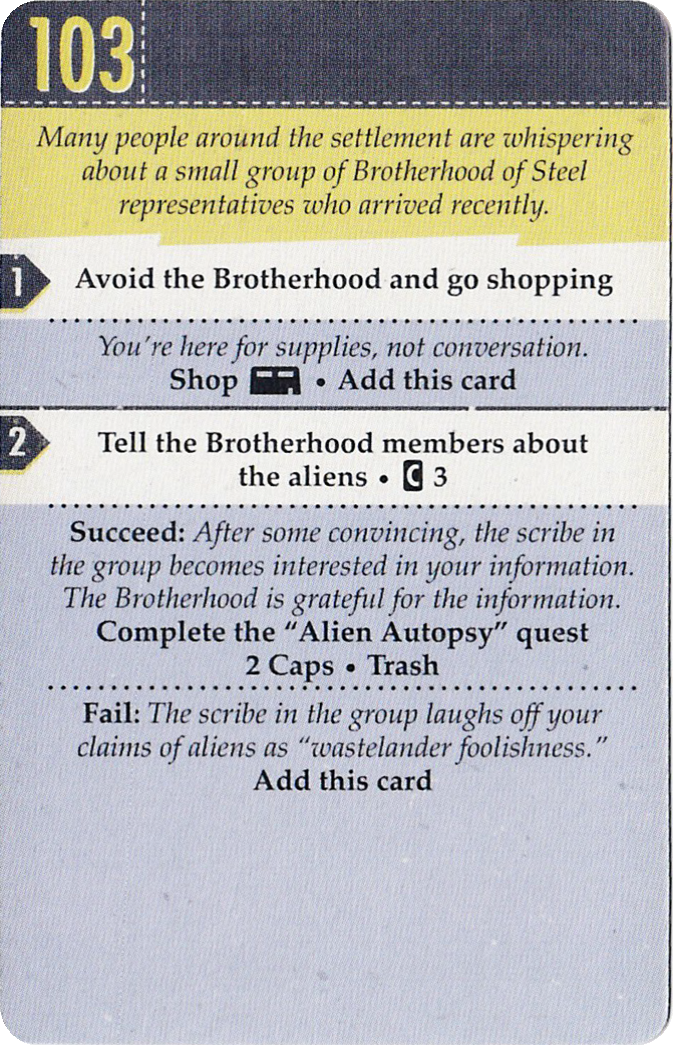 103
Many people around the settlement are whispering
about a small group of Brotherhood of Steel
representatives who arrived recently.
1 Avoid the Brotherhood and go shopping
You're here for supplies, not conversation.
Shop • Add this card
2 Tell the Brotherhood members about
the aliens • C 3
Succeed: After some convincing, the scribe in
the group becomes interested in your information.
The Brotherhood is grateful for the information.
Complete the “Alien Autopsy” quest
2 Caps • Trash
Fail: The scribe in the group laughs off your
claims of aliens as “wastelander foolishness.”
Add this card